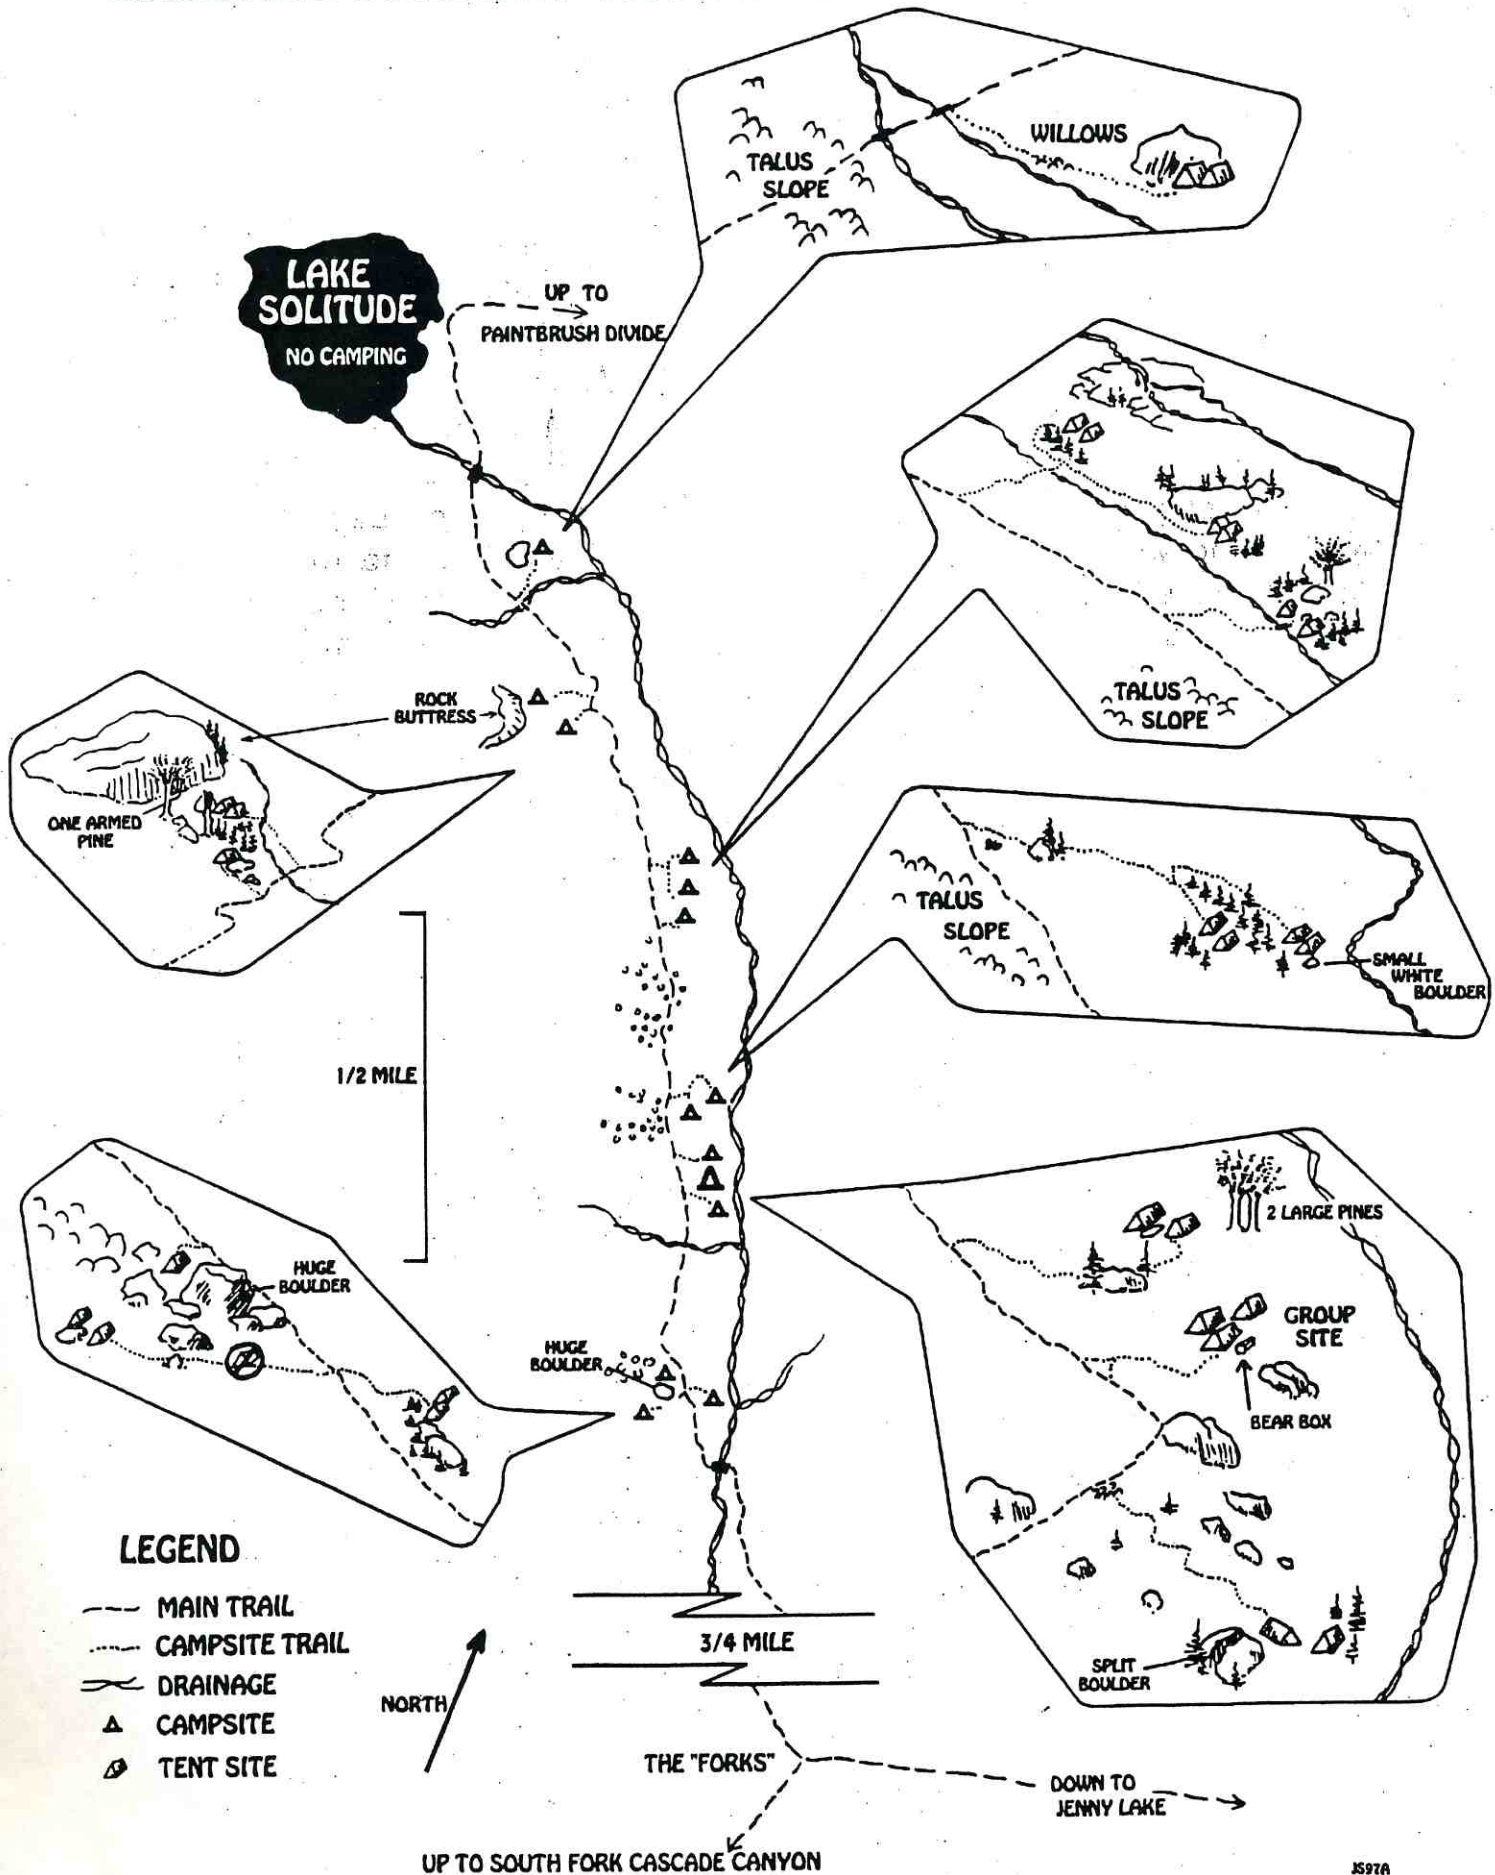 WILLOWS
TALUS
SLOPE
LAKE
SOLITUDE
NO CAMPING
UP TO
PAINTBRUSH DIVIDE
TALUS
SLOPE
ROCK
BUTTRESS
ONE ARMED
PINE
TALUS
SLOPE
SMALL
WHITE
BOULDER
1/2 MILE
2 LARGE PINES
GROUP
SITE
BEAR BOX
SPLIT
BOULDER
HUGE
BOULDER
HUGE
BOULDER
LEGEND
MAIN TRAIL
CAMPSITE TRAIL
DRAINAGE
CAMPSITE
TENT SITE
NORTH
3/4 MILE
THE "FORKS"
DOWN TO
JENNY LAKE
UP TO SOUTH FORK CASCADE CANYON
JS97A